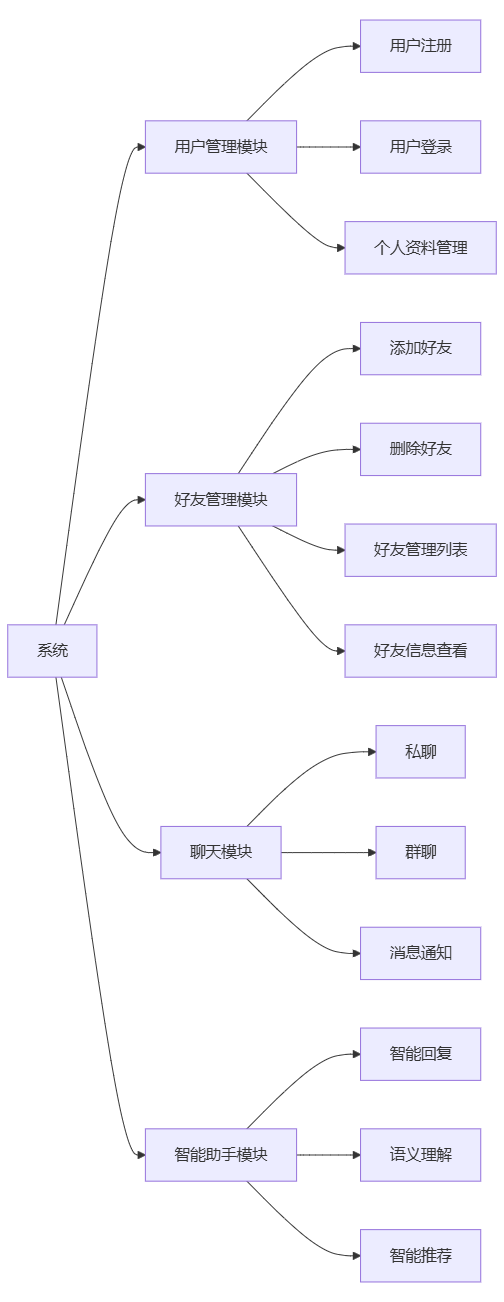 系统
用户管理模块
用户注册
用户登录
个人资料管理
好友管理模块
添加好友
删除好友
好友管理列表
好友信息查看
聊天模块
私聊
群聊
消息通知
智能助手模块
智能回复
语义理解
智能推荐